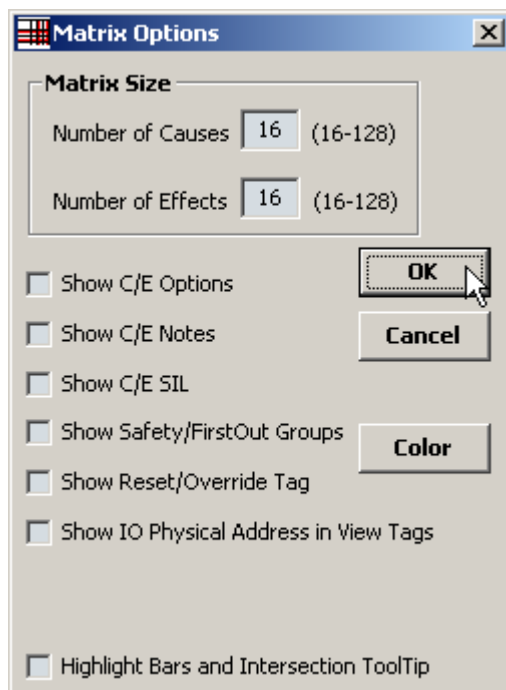 Matrix Options
Matrix Size
Number of Causes 16 (16-128)
Number of Effects 16 (16-128)
Show C/E Options
OK
Show C/E Notes
Cancel
Show C/E SIL
Show Safety/FirstOut Groups
Color
Show Reset/Override Tag
Show IO Physical Address in View Tags
Highlight Bars and Intersection ToolTip